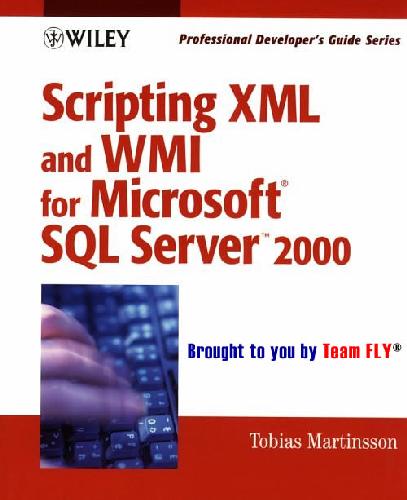 WILEY
Professional Developer's Guide Series
Scripting XML
and WMI
for Microsoft®
SQL Server™ 2000
Brought to you by Team FLY®
Tobias Martinsson